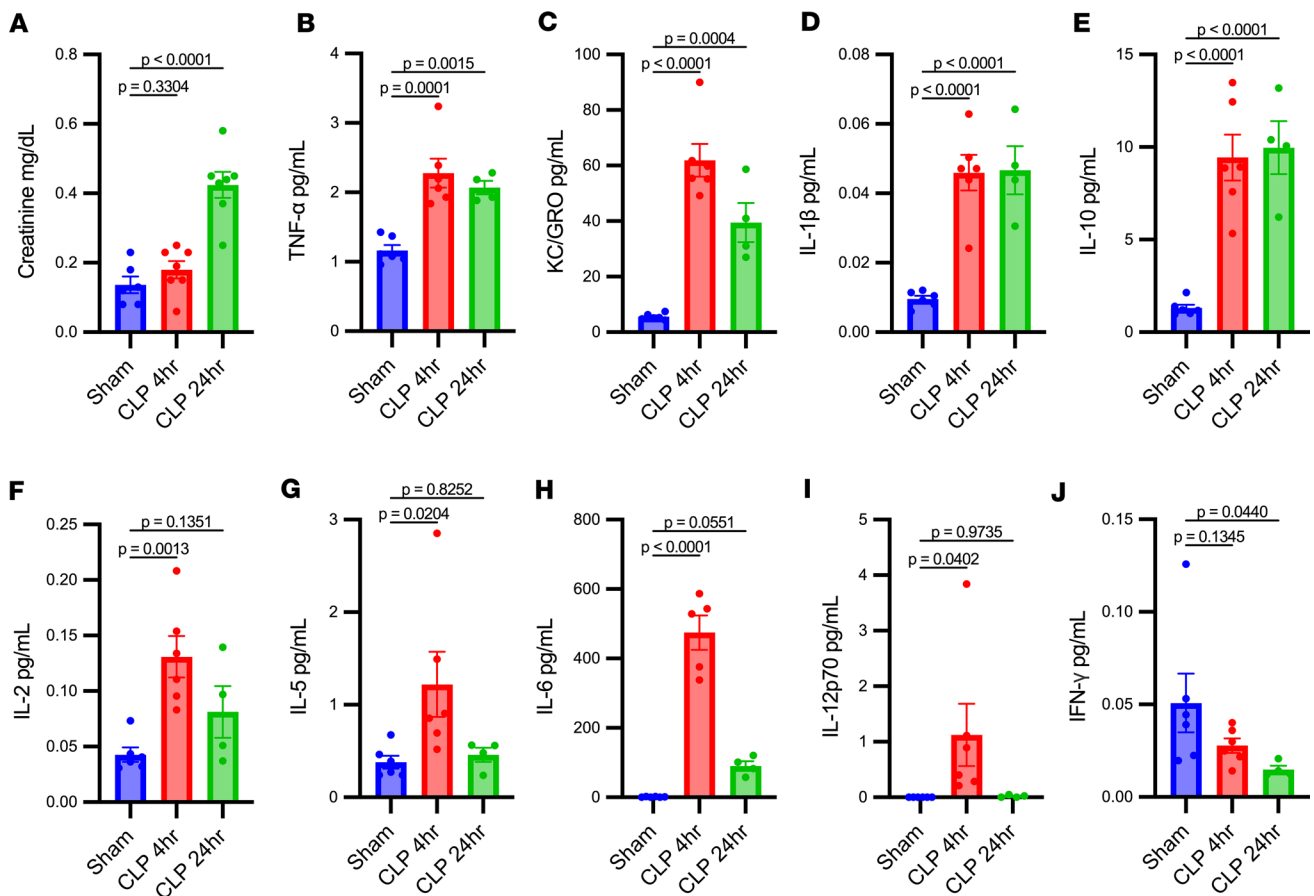 A
Creatinine mg/dL
0.8
0.6
0.4
0.2
0.0
p < 0.0001
p = 0.3304
Sham
CLP 4hr
CLP 24hr
B
TNF-α pg/mL
4
3
2
1
0
p = 0.0015
p = 0.0001
Sham
CLP 4hr
CLP 24hr
C
KC/GRO pg/mL
100
80
60
40
20
0
p = 0.0004
p < 0.0001
Sham
CLP 4hr
CLP 24hr
D
IL-1β pg/mL
0.08
0.06
0.04
0.02
0.00
p < 0.0001
p < 0.0001
Sham
CLP 4hr
CLP 24hr
E
IL-10 pg/mL
15
10
5
0
p < 0.0001
p < 0.0001
Sham
CLP 4hr
CLP 24hr
F
IL-2 pg/mL
0.25
0.20
0.15
0.10
0.05
0.00
p = 0.1351
p = 0.0013
Sham
CLP 4hr
CLP 24hr
G
IL-5 pg/mL
3
2
1
0
p = 0.8252
p = 0.0204
Sham
CLP 4hr
CLP 24hr
H
IL-6 pg/mL
800
600
400
200
0
p = 0.0551
p < 0.0001
Sham
CLP 4hr
CLP 24hr
I
IL-12p70 pg/mL
5
4
3
2
1
0
p = 0.9735
p = 0.0402
Sham
CLP 4hr
CLP 24hr
J
IFN-γ pg/mL
0.15
0.10
0.05
0.00
p = 0.0440
p = 0.1345
Sham
CLP 4hr
CLP 24hr